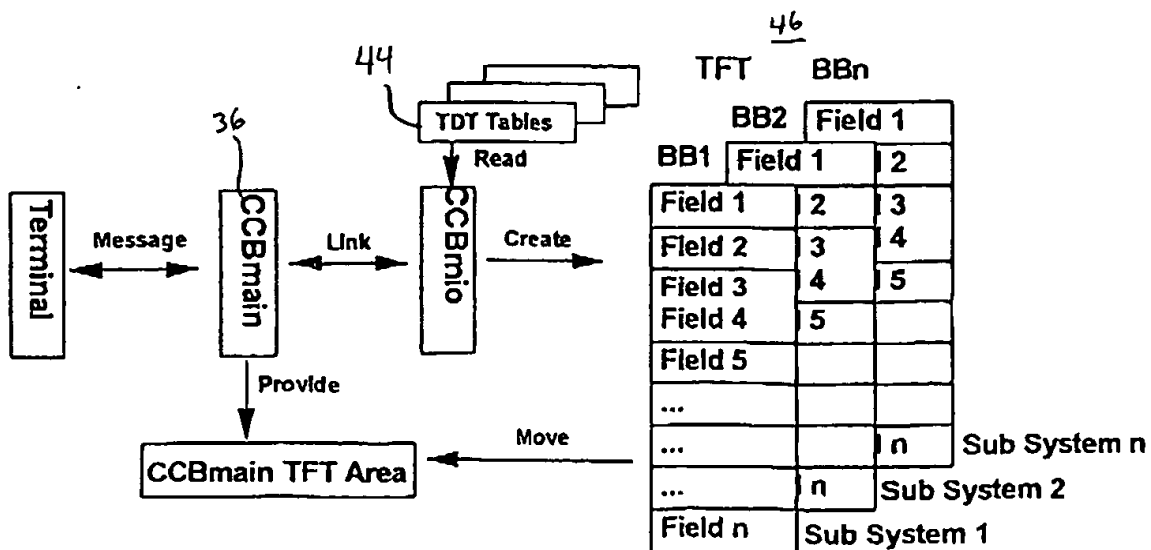 46
44
TFT BBn
36
TDT Tables
BB2 Field 1
Read
BB1 Field 1 2
Terminal
CCBmain
CCBmio
Field 1 2 3
Message
Link
Create
Field 2 3 4
Field 3 4 5
Field 4 5
Field 5
Provide
...
Move
... n Sub System n
CCBmain TFT Area
... n Sub System 2
Field n Sub System 1